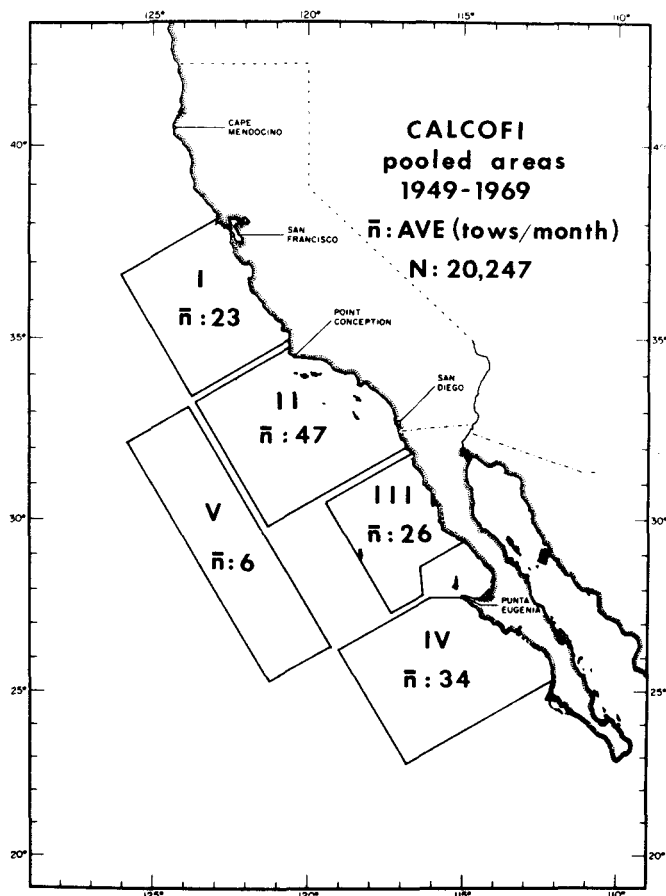 125°
120°
115°
110°
CAPE
MENDOCINO
CALCOFI
pooled areas
1949-1969
n̄: AVE (tows/month)
N: 20,247
40°
40°
SAN
FRANCISCO
I
n̄: 23
POINT
CONCEPTION
35°
35°
SAN
DIEGO
II
n̄: 47
III
n̄: 26
V
n̄: 6
30°
30°
PUNTA
EUGENIA
IV
n̄: 34
25°
25°
20°
20°
125°
120°
115°
110°